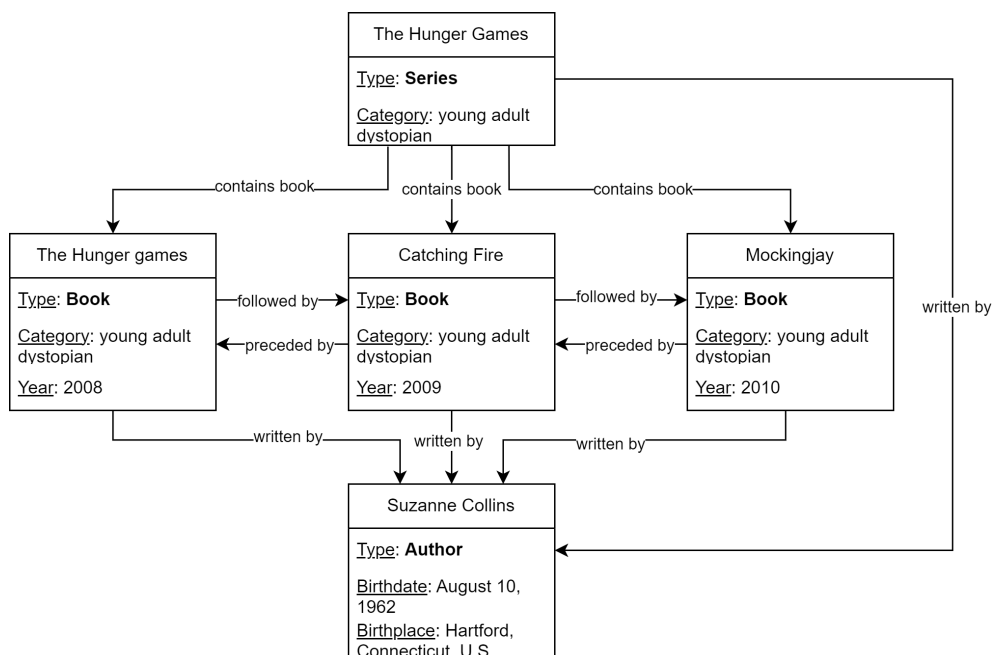 The Hunger Games
Type: Series
Category: young adult
dystopian
contains book
contains book
contains book
The Hunger games
Type: Book
Category: young adult
dystopian
Year: 2008
followed by
preceded by
Catching Fire
Type: Book
Category: young adult
dystopian
Year: 2009
followed by
preceded by
Mockingjay
Type: Book
Category: young adult
dystopian
Year: 2010
written by
written by
written by
written by
Suzanne Collins
Type: Author
Birthdate: August 10,
1962
Birthplace: Hartford,
Connecticut, U.S